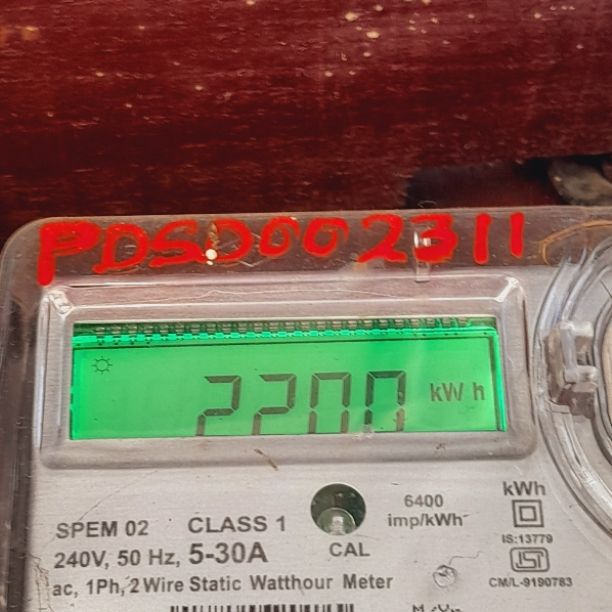 PDSD002311
2200 kWh
SPEM 02 CLASS 1 6400 kWh
240V, 50 Hz, 5-30A CAL imp/kWh IS:13779
ac, 1Ph, 2 Wire Static Watthour Meter CM/L-9190783